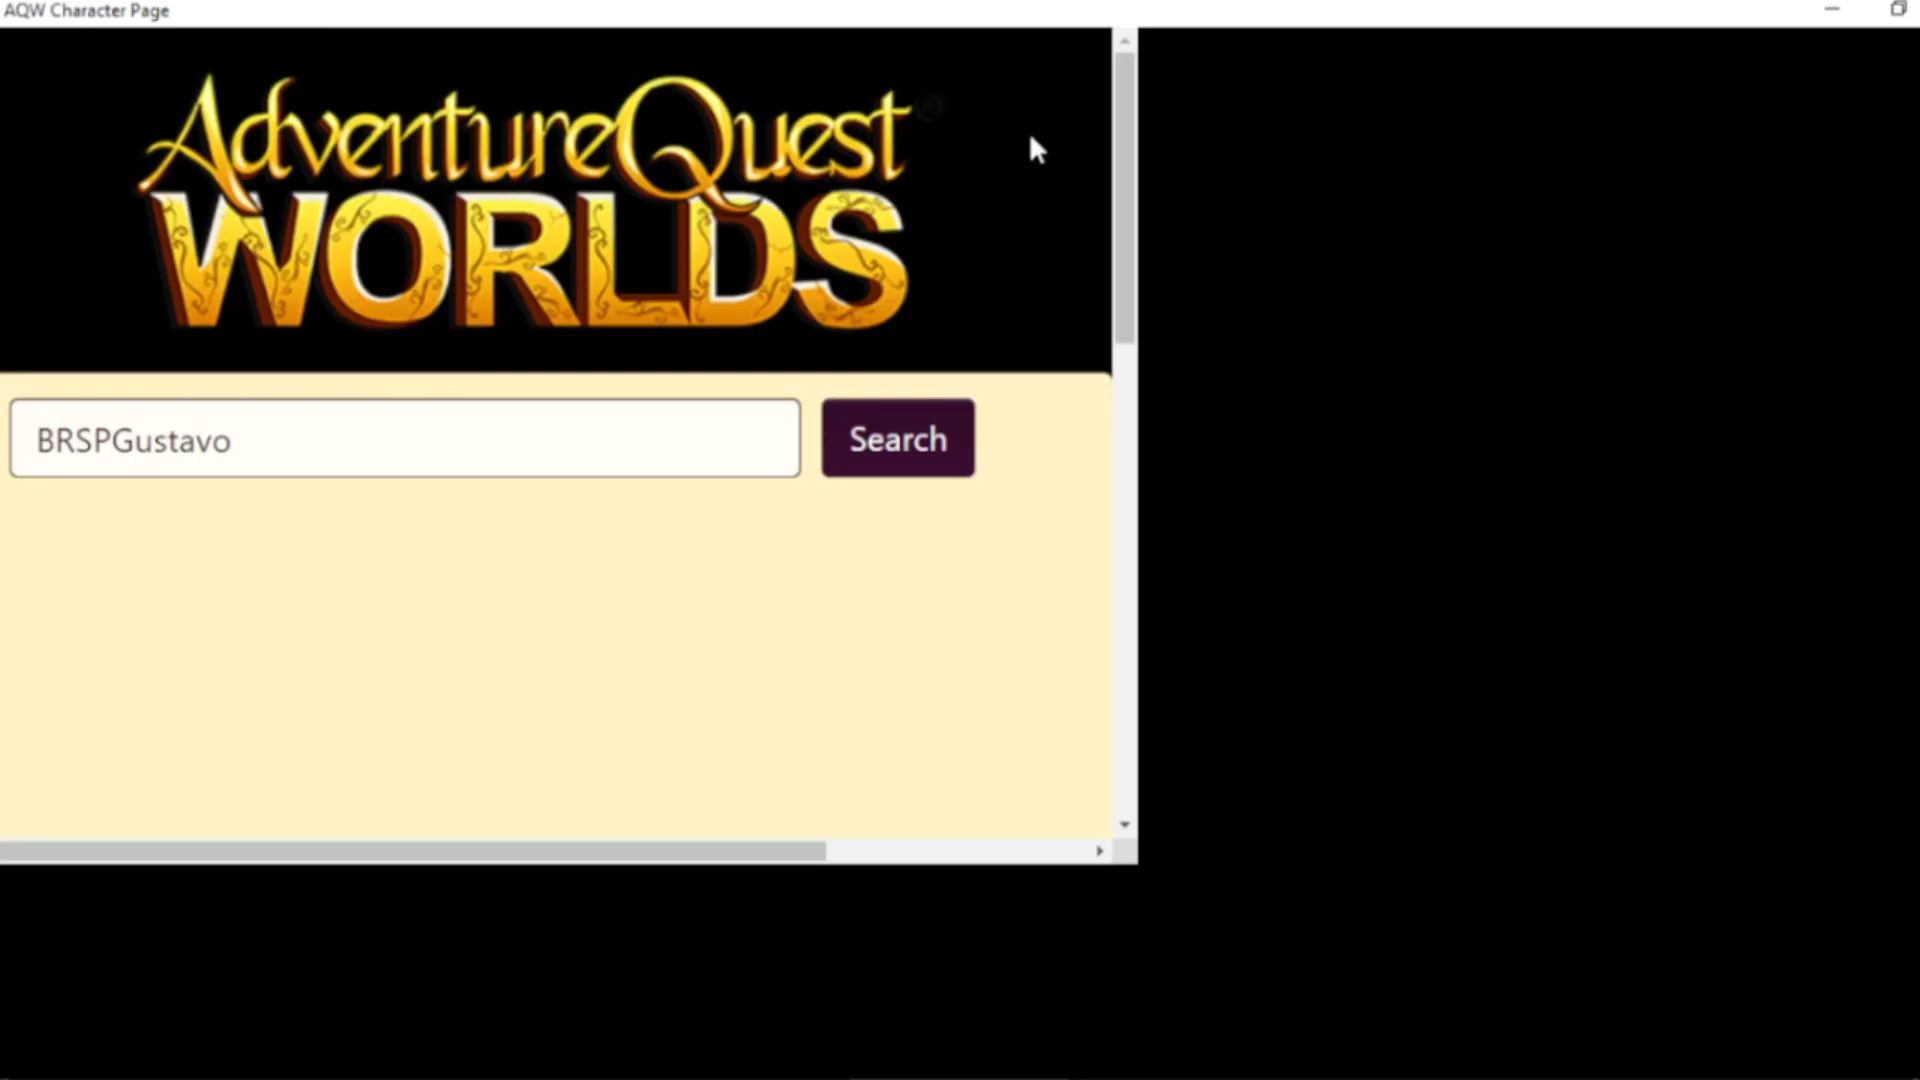 AQW Character Page
AdventureQuest
WORLDS
BRSPGustavo
Search